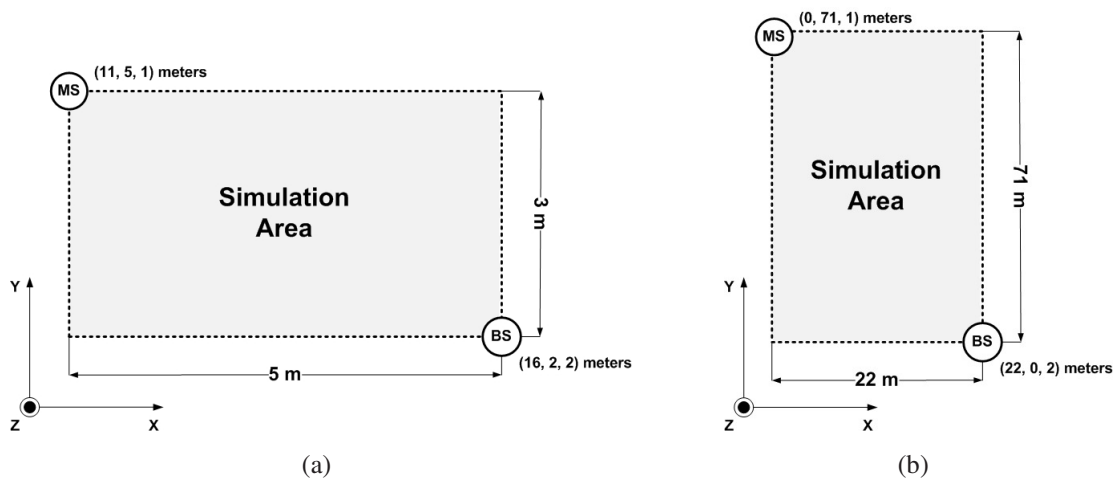 MS
(11, 5, 1) meters
Simulation
Area
3 m
BS
(16, 2, 2) meters
5 m
Y
Z
X
(a)
MS
(0, 71, 1) meters
Simulation
Area
71 m
BS
(22, 0, 2) meters
22 m
Y
Z
X
(b)